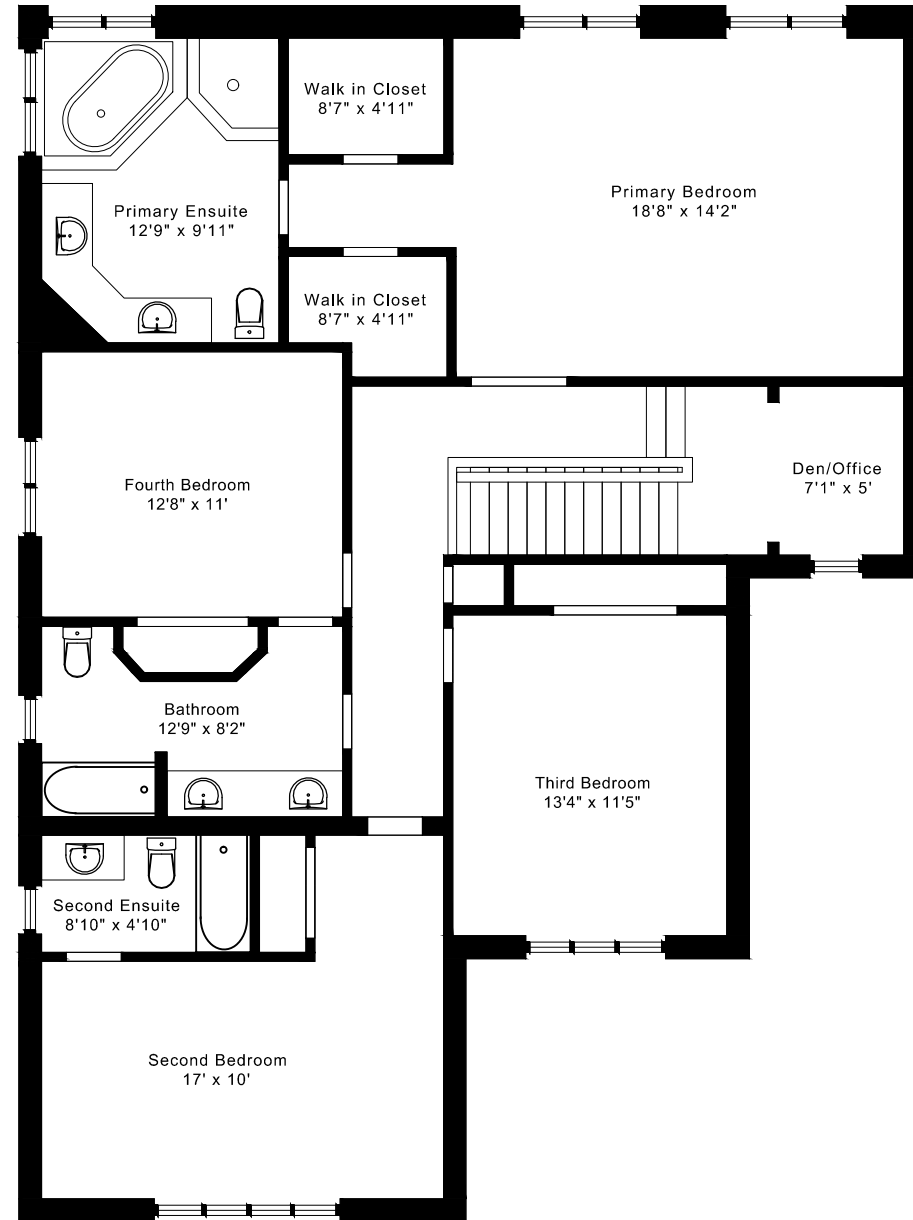 Walk in Closet
8'7" x 4'11"
Primary Bedroom
18'8" x 14'2"
Primary Ensuite
12'9" x 9'11"
Walk in Closet
8'7" x 4'11"
Fourth Bedroom
12'8" x 11'
Den/Office
7'1" x 5'
Bathroom
12'9" x 8'2"
Third Bedroom
13'4" x 11'5"
Second Ensuite
8'10" x 4'10"
Second Bedroom
17' x 10'